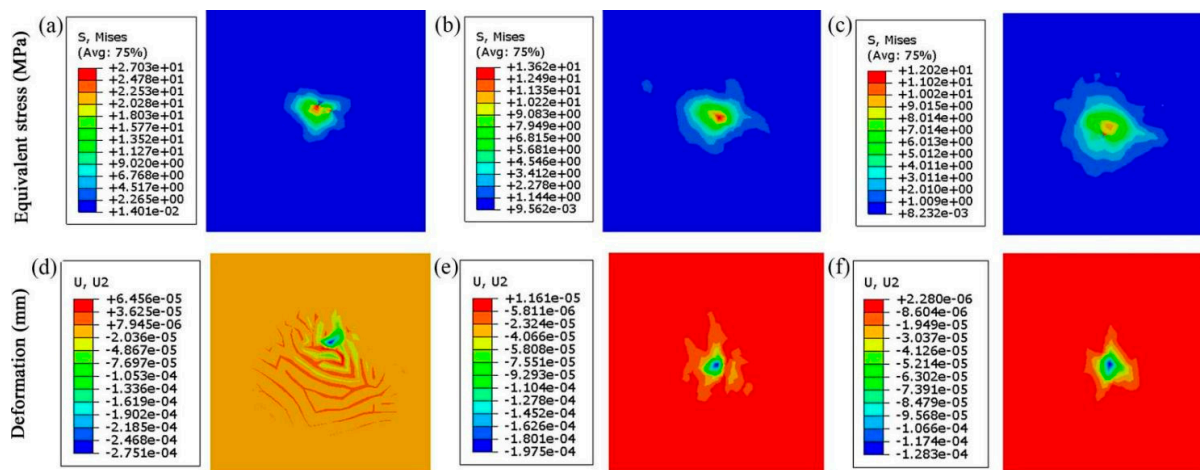 Equivalent stress (MPa)
(a)
S, Mises
(Avg: 75%)
+2.703e+01
+2.478e+01
+2.253e+01
+2.028e+01
+1.803e+01
+1.577e+01
+1.352e+01
+1.127e+01
+9.020e+00
+6.768e+00
+4.517e+00
+2.265e+00
+1.401e-02
(b)
S, Mises
(Avg: 75%)
+1.362e+01
+1.249e+01
+1.135e+01
+1.022e+01
+9.083e+00
+7.949e+00
+6.815e+00
+5.681e+00
+4.546e+00
+3.412e+00
+2.278e+00
+1.144e+00
+9.562e-03
(c)
S, Mises
(Avg: 75%)
+1.202e+01
+1.102e+01
+1.002e+01
+9.015e+00
+8.014e+00
+7.014e+00
+6.013e+00
+5.012e+00
+4.011e+00
+3.011e+00
+2.010e+00
+1.009e+00
+8.232e-03
Deformation (mm)
(d)
U, U2
+6.456e-05
+3.625e-05
+7.945e-06
-2.036e-05
-4.867e-05
-7.697e-05
-1.053e-04
-1.336e-04
-1.619e-04
-1.902e-04
-2.185e-04
-2.468e-04
-2.751e-04
(e)
U, U2
+1.161e-05
-5.811e-06
-2.324e-05
-4.066e-05
-5.808e-05
-7.551e-05
-9.293e-05
-1.104e-04
-1.278e-04
-1.452e-04
-1.626e-04
-1.801e-04
-1.975e-04
(f)
U, U2
+2.280e-06
-8.604e-06
-1.949e-05
-3.037e-05
-4.126e-05
-5.214e-05
-6.302e-05
-7.391e-05
-8.479e-05
-9.568e-05
-1.066e-04
-1.174e-04
-1.283e-04